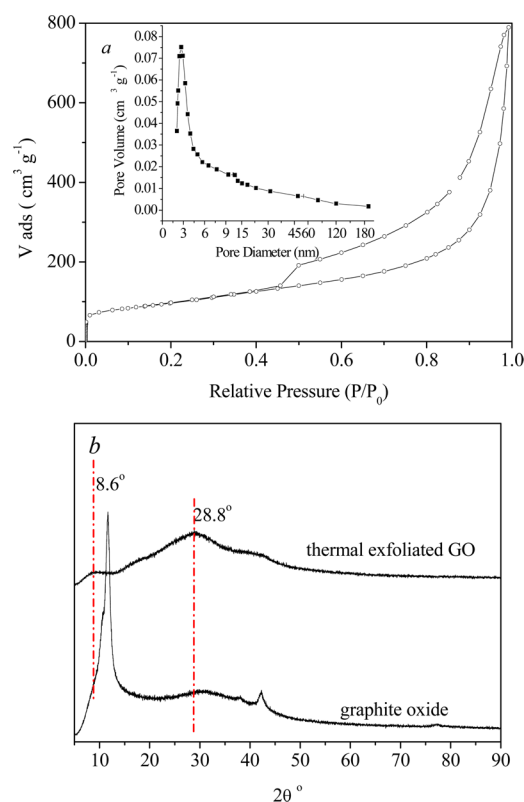 a
800
600
400
200
0
V ads ( cm³ g⁻¹)
0.0 0.2 0.4 0.6 0.8 1.0
Relative Pressure (P/P₀)
0.08
0.07
0.06
0.05
0.04
0.03
0.02
0.01
0.00
Pore Volume (cm³ g⁻¹)
0 3 6 9 15 30 45 60 120 180
Pore Diameter (nm)
b
8.6°
28.8°
thermal exfoliated GO
graphite oxide
10 20 30 40 50 60 70 80 90
2θ °